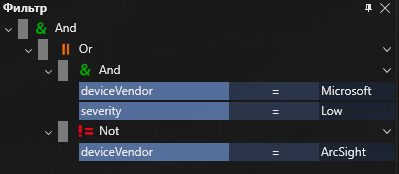 Фильтр
& And
Or
& And
deviceVendor = Microsoft
severity = Low
!= Not
deviceVendor = ArcSight